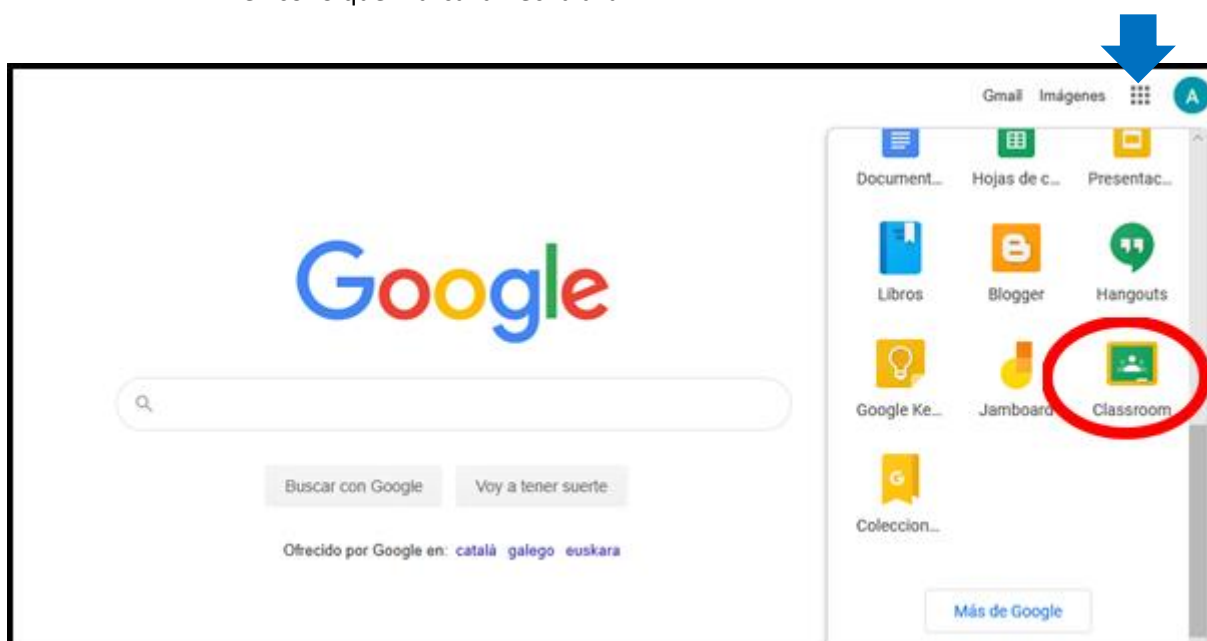 Gmail Imágenes
A
Document... Hojas de c... Presentac...
Google
Libros Blogger Hangouts
Google Ke... Jamboard Classroom
Buscar con Google Voy a tener suerte
Coleccion...
Ofrecido por Google en: català galego euskara
Más de Google